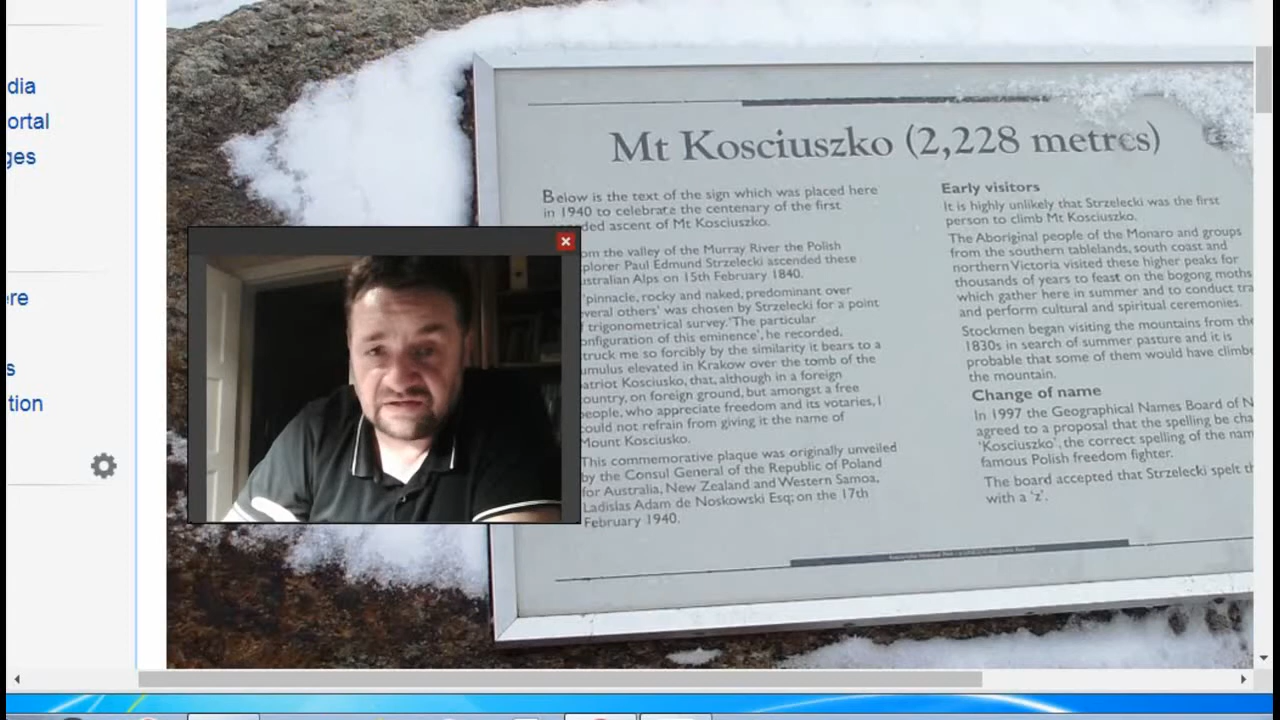 dia
ortal
ges
ere
s
tion
Mt Kosciuszko (2,228 metres)
Below is the text of the sign which was placed here
in 1940 to celebrate the centenary of the first
ded ascent of Mt Kosciuszko.
om the valley of the Murray River the Polish
plorer Paul Edmund Strzelecki ascended these
ustralian Alps on 15th February 1840.
'pinnacle, rocky and naked, predominant over
everal others' was chosen by Strzelecki for a point
f trigonometrical survey. 'The particular
onfiguration of this eminence', he recorded,
truck me so forcibly by the similarity it bears to a
umulus elevated in Krakow over the tomb of the
atriot Kosciusko, that, although in a foreign
ountry, on foreign ground, but amongst a free
people, who appreciate freedom and its votaries, I
could not refrain from giving it the name of
Mount Kosciusko.
This commemorative plaque was originally unveiled
by the Consul General of the Republic of Poland
for Australia, New Zealand and Western Samoa,
Ladislas Adam de Noskowski Esq; on the 17th
February 1940.
Early visitors
It is highly unlikely that Strzelecki was the first
person to climb Mt Kosciuszko.
The Aboriginal people of the Monaro and groups
from the southern tablelands, south coast and
northern Victoria visited these higher peaks for
thousands of years to feast on the bogong moths
which gather here in summer and to conduct tra
and perform cultural and spiritual ceremonies.
Stockmen began visiting the mountains from the
1830s in search of summer pasture and it is
probable that some of them would have climbe
the mountain.
Change of name
In 1997 the Geographical Names Board of N
agreed to a proposal that the spelling be cha
'Kosciuszko', the correct spelling of the nam
famous Polish freedom fighter.
The board accepted that Strzelecki spelt th
with a 'z'.